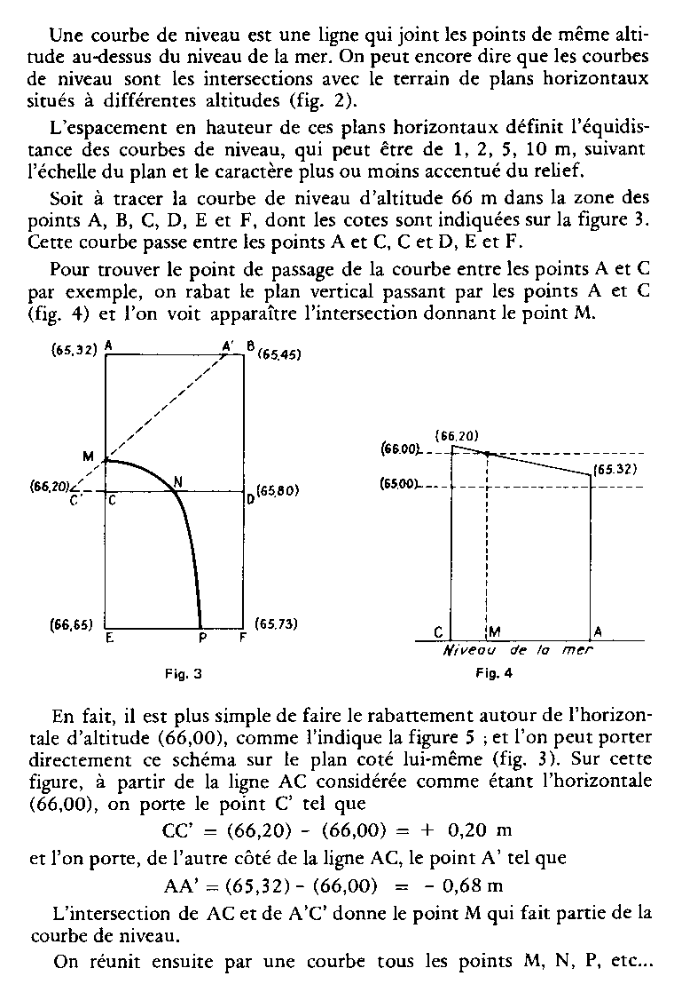 Une courbe de niveau est une ligne qui joint les points de même alti-
tude au-dessus du niveau de la mer. On peut encore dire que les courbes
de niveau sont les intersections avec le terrain de plans horizontaux
situés à différentes altitudes (fig. 2).
L'espacement en hauteur de ces plans horizontaux définit l'équidis-
tance des courbes de niveau, qui peut être de 1, 2, 5, 10 m, suivant
l'échelle du plan et le caractère plus ou moins accentué du relief.
Soit à tracer la courbe de niveau d'altitude 66 m dans la zone des
points A, B, C, D, E et F, dont les cotes sont indiquées sur la figure 3.
Cette courbe passe entre les points A et C, C et D, E et F.
Pour trouver le point de passage de la courbe entre les points A et C
par exemple, on rabat le plan vertical passant par les points A et C
(fig. 4) et l'on voit apparaître l'intersection donnant le point M.
(65,32) A A' B (65.45)
M
(66,20) C' C N D (65,80)
(66,65) E P F (65.73)
Fig. 3
(66.20)
(66.00)
(65.32)
(65.00)
C M A
Niveau de la mer
Fig. 4
En fait, il est plus simple de faire le rabattement autour de l'horizon-
tale d'altitude (66,00), comme l'indique la figure 5 ; et l'on peut porter
directement ce schéma sur le plan coté lui-même (fig. 3). Sur cette
figure, à partir de la ligne AC considérée comme étant l'horizontale
(66,00), on porte le point C' tel que
CC' = (66,20) - (66,00) = + 0,20 m
et l'on porte, de l'autre côté de la ligne AC, le point A' tel que
AA' = (65,32) - (66,00) = - 0,68 m
L'intersection de AC et de A'C' donne le point M qui fait partie de la
courbe de niveau.
On réunit ensuite par une courbe tous les points M, N, P, etc...